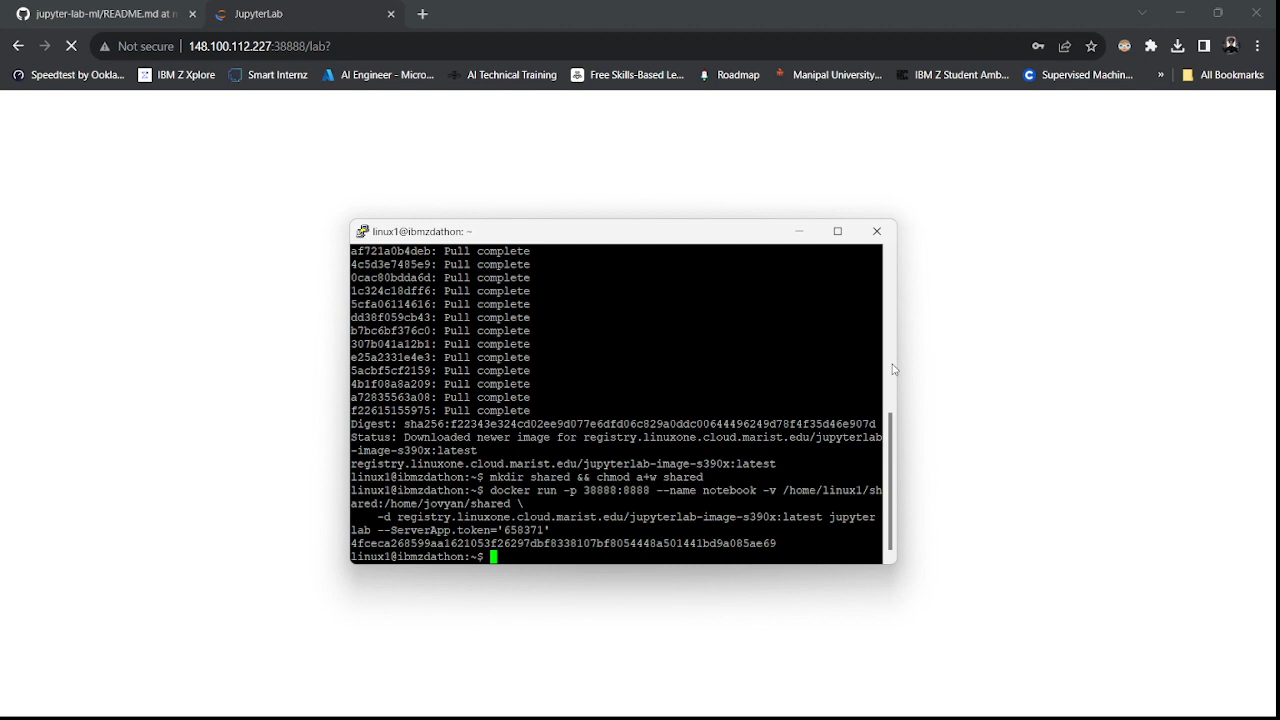 jupyter-lab-ml/README.md at n
JupyterLab
Not secure
148.100.112.227:38888/lab?
Speedtest by Ookla...
IBM Z Xplore
Smart Internz
AI Engineer - Micro...
AI Technical Training
Free Skills-Based Le...
Roadmap
Manipal University,...
IBM Z Student Amb...
Supervised Machin...
»
All Bookmarks
linux1@ibmzdathon: ~
af721a0b4deb: Pull complete
4c5d3e7485e9: Pull complete
0cac80bdda6d: Pull complete
1c324c18dff6: Pull complete
5cfa06114616: Pull complete
dd38f059cb43: Pull complete
b7bc6bf376c0: Pull complete
307b041a12b1: Pull complete
e25a2331e4e3: Pull complete
5acbf5cf2159: Pull complete
4b1f08a8a209: Pull complete
a72835563a08: Pull complete
f22615155975: Pull complete
Digest: sha256:f22343e324cd02ee9d077e6dfd06c829a0ddc00644496249d78f4f35d46e907d
Status: Downloaded newer image for registry.linuxone.cloud.marist.edu/jupyterlab
-image-s390x:latest
registry.linuxone.cloud.marist.edu/jupyterlab-image-s390x:latest
linux1@ibmzdathon:~$ mkdir shared && chmod a+w shared
linux1@ibmzdathon:~$ docker run -p 38888:8888 --name notebook -v /home/linux1/sh
ared:/home/jovyan/shared \
-d registry.linuxone.cloud.marist.edu/jupyterlab-image-s390x:latest jupyter
lab --ServerApp.token='658371'
4fceca268599aa1621053f26297dbf8338107bf8054448a501441bd9a085ae69
linux1@ibmzdathon:~$